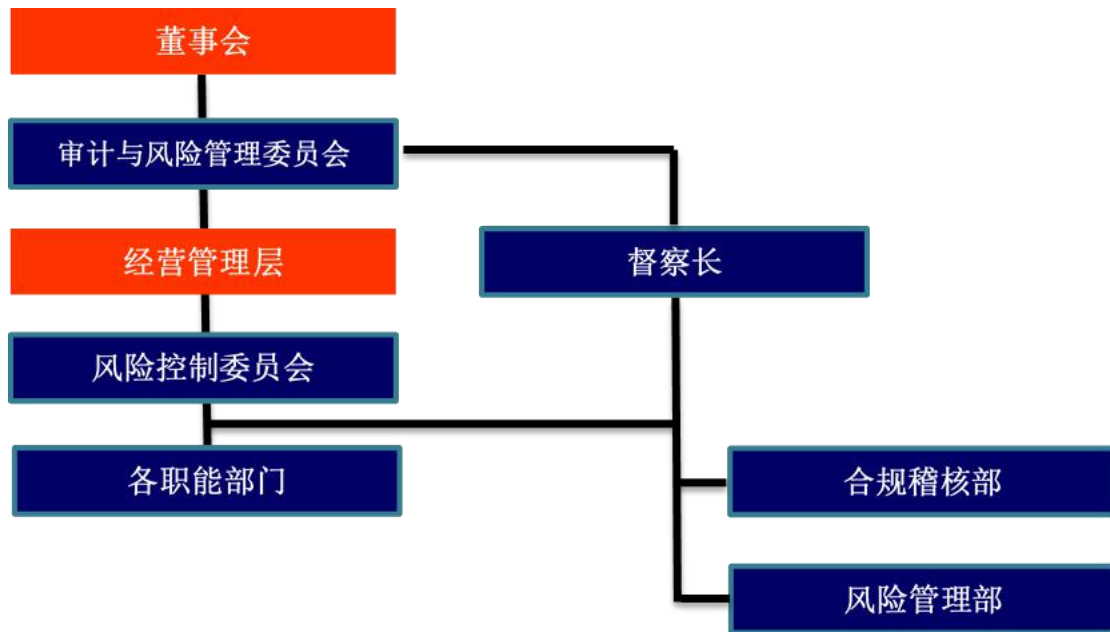 董事会
审计与风险管理委员会
经营管理层
督察长
风险控制委员会
各职能部门
合规稽核部
风险管理部